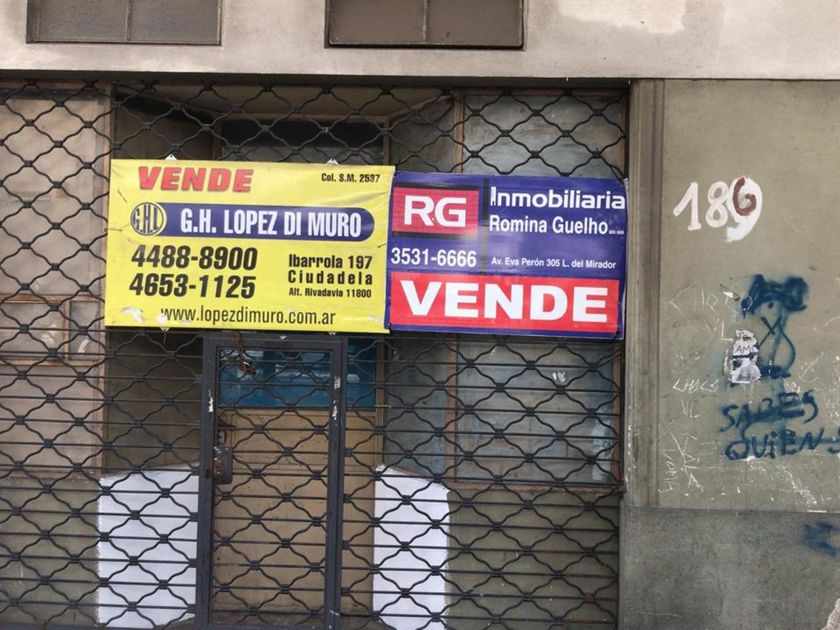 VENDE
Col. S.M. 2537
GHL
G.H. LOPEZ DI MURO
4488-8900
4653-1125
Ibarrola 197
Ciudadela
Alt. Rivadavia 11800
www.lopezdimuro.com.ar
RG
Inmobiliaria
Romina Guelho
3531-6666
Av. Eva Perón 305 L. del Mirador
VENDE
189
SABES
QUIEN